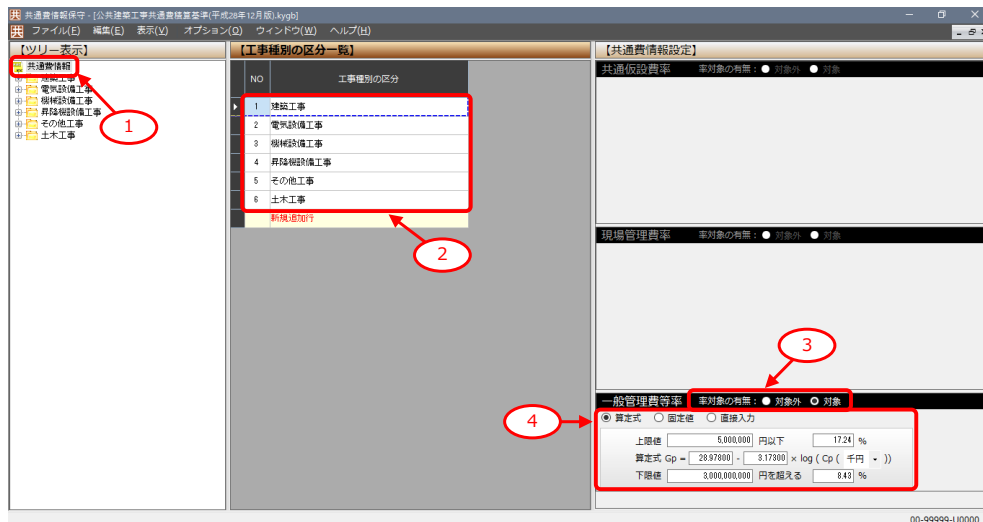 共 共通費情報保守 - [公共建築工事共通費積算基準(平成28年12月版).kygb]
共 ファイル(F) 編集(E) 表示(V) オプション(O) ウィンドウ(W) ヘルプ(H)
【ツリー表示】
共通費情報
建築工事
電気設備工事
機械設備工事
昇降機設備工事
その他工事
土木工事
1
【工事種別の区分一覧】
NO 工事種別の区分
1 建築工事
2 電気設備工事
3 機械設備工事
4 昇降機設備工事
5 その他工事
6 土木工事
新規追加行
2
【共通費情報設定】
共通仮設費率 率対象の有無: 対象外 対象
現場管理費率 率対象の有無: 対象外 対象
3
一般管理費等率 率対象の有無: 対象外 対象
4
算定式 固定値 直接入力
上限値 5,000,000 円以下 17.24 %
算定式 Gp = 28.97800 - 3.17300 × log ( Cp ( 千円 ))
下限値 3,000,000,000 円を超える 8.43 %
00-99999-U0000